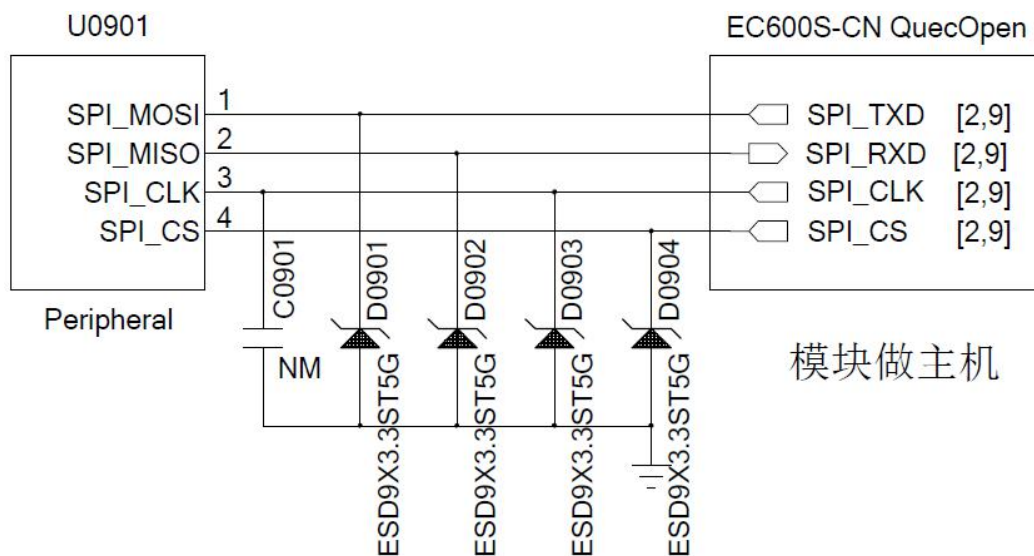 U0901
EC600S-CN QuecOpen
SPI_MOSI 1 SPI_TXD [2,9]
SPI_MISO 2 SPI_RXD [2,9]
SPI_CLK 3 SPI_CLK [2,9]
SPI_CS 4 SPI_CS [2,9]
Peripheral
C0901
NM
D0901
ESD9X3.3ST5G
D0902
ESD9X3.3ST5G
D0903
ESD9X3.3ST5G
D0904
ESD9X3.3ST5G
模块做主机